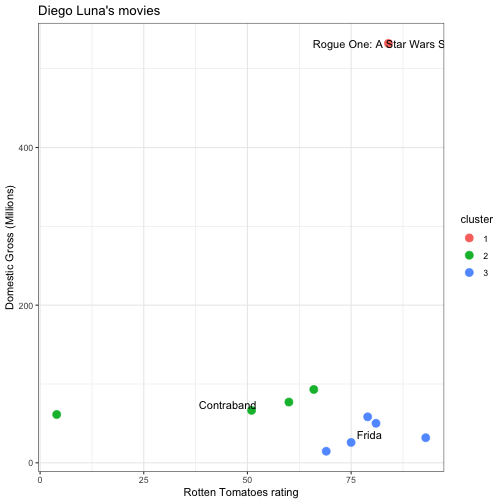 Diego Luna's movies
Rogue One: A Star Wars S
400
200
0
Domestic Gross (Millions)
Contraband
Frida
0
25
50
75
Rotten Tomatoes rating
cluster
1
2
3